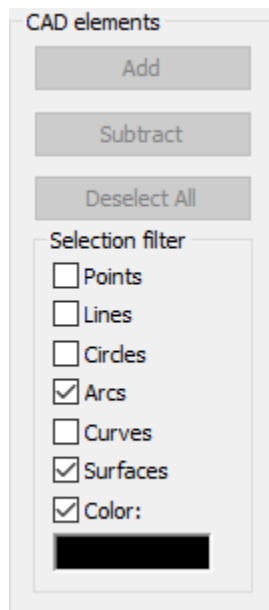 CAD elements
Add
Subtract
Deselect All
Selection filter
Points
Lines
Circles
Arcs
Curves
Surfaces
Color: